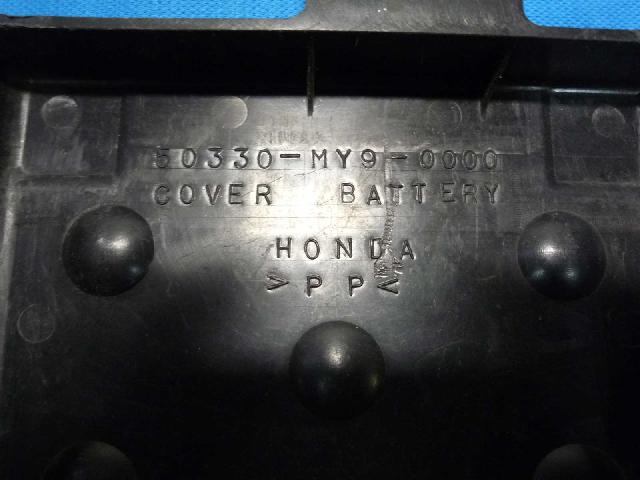 50330-MY9-0000
COVER BATTERY
HONDA
>PP<